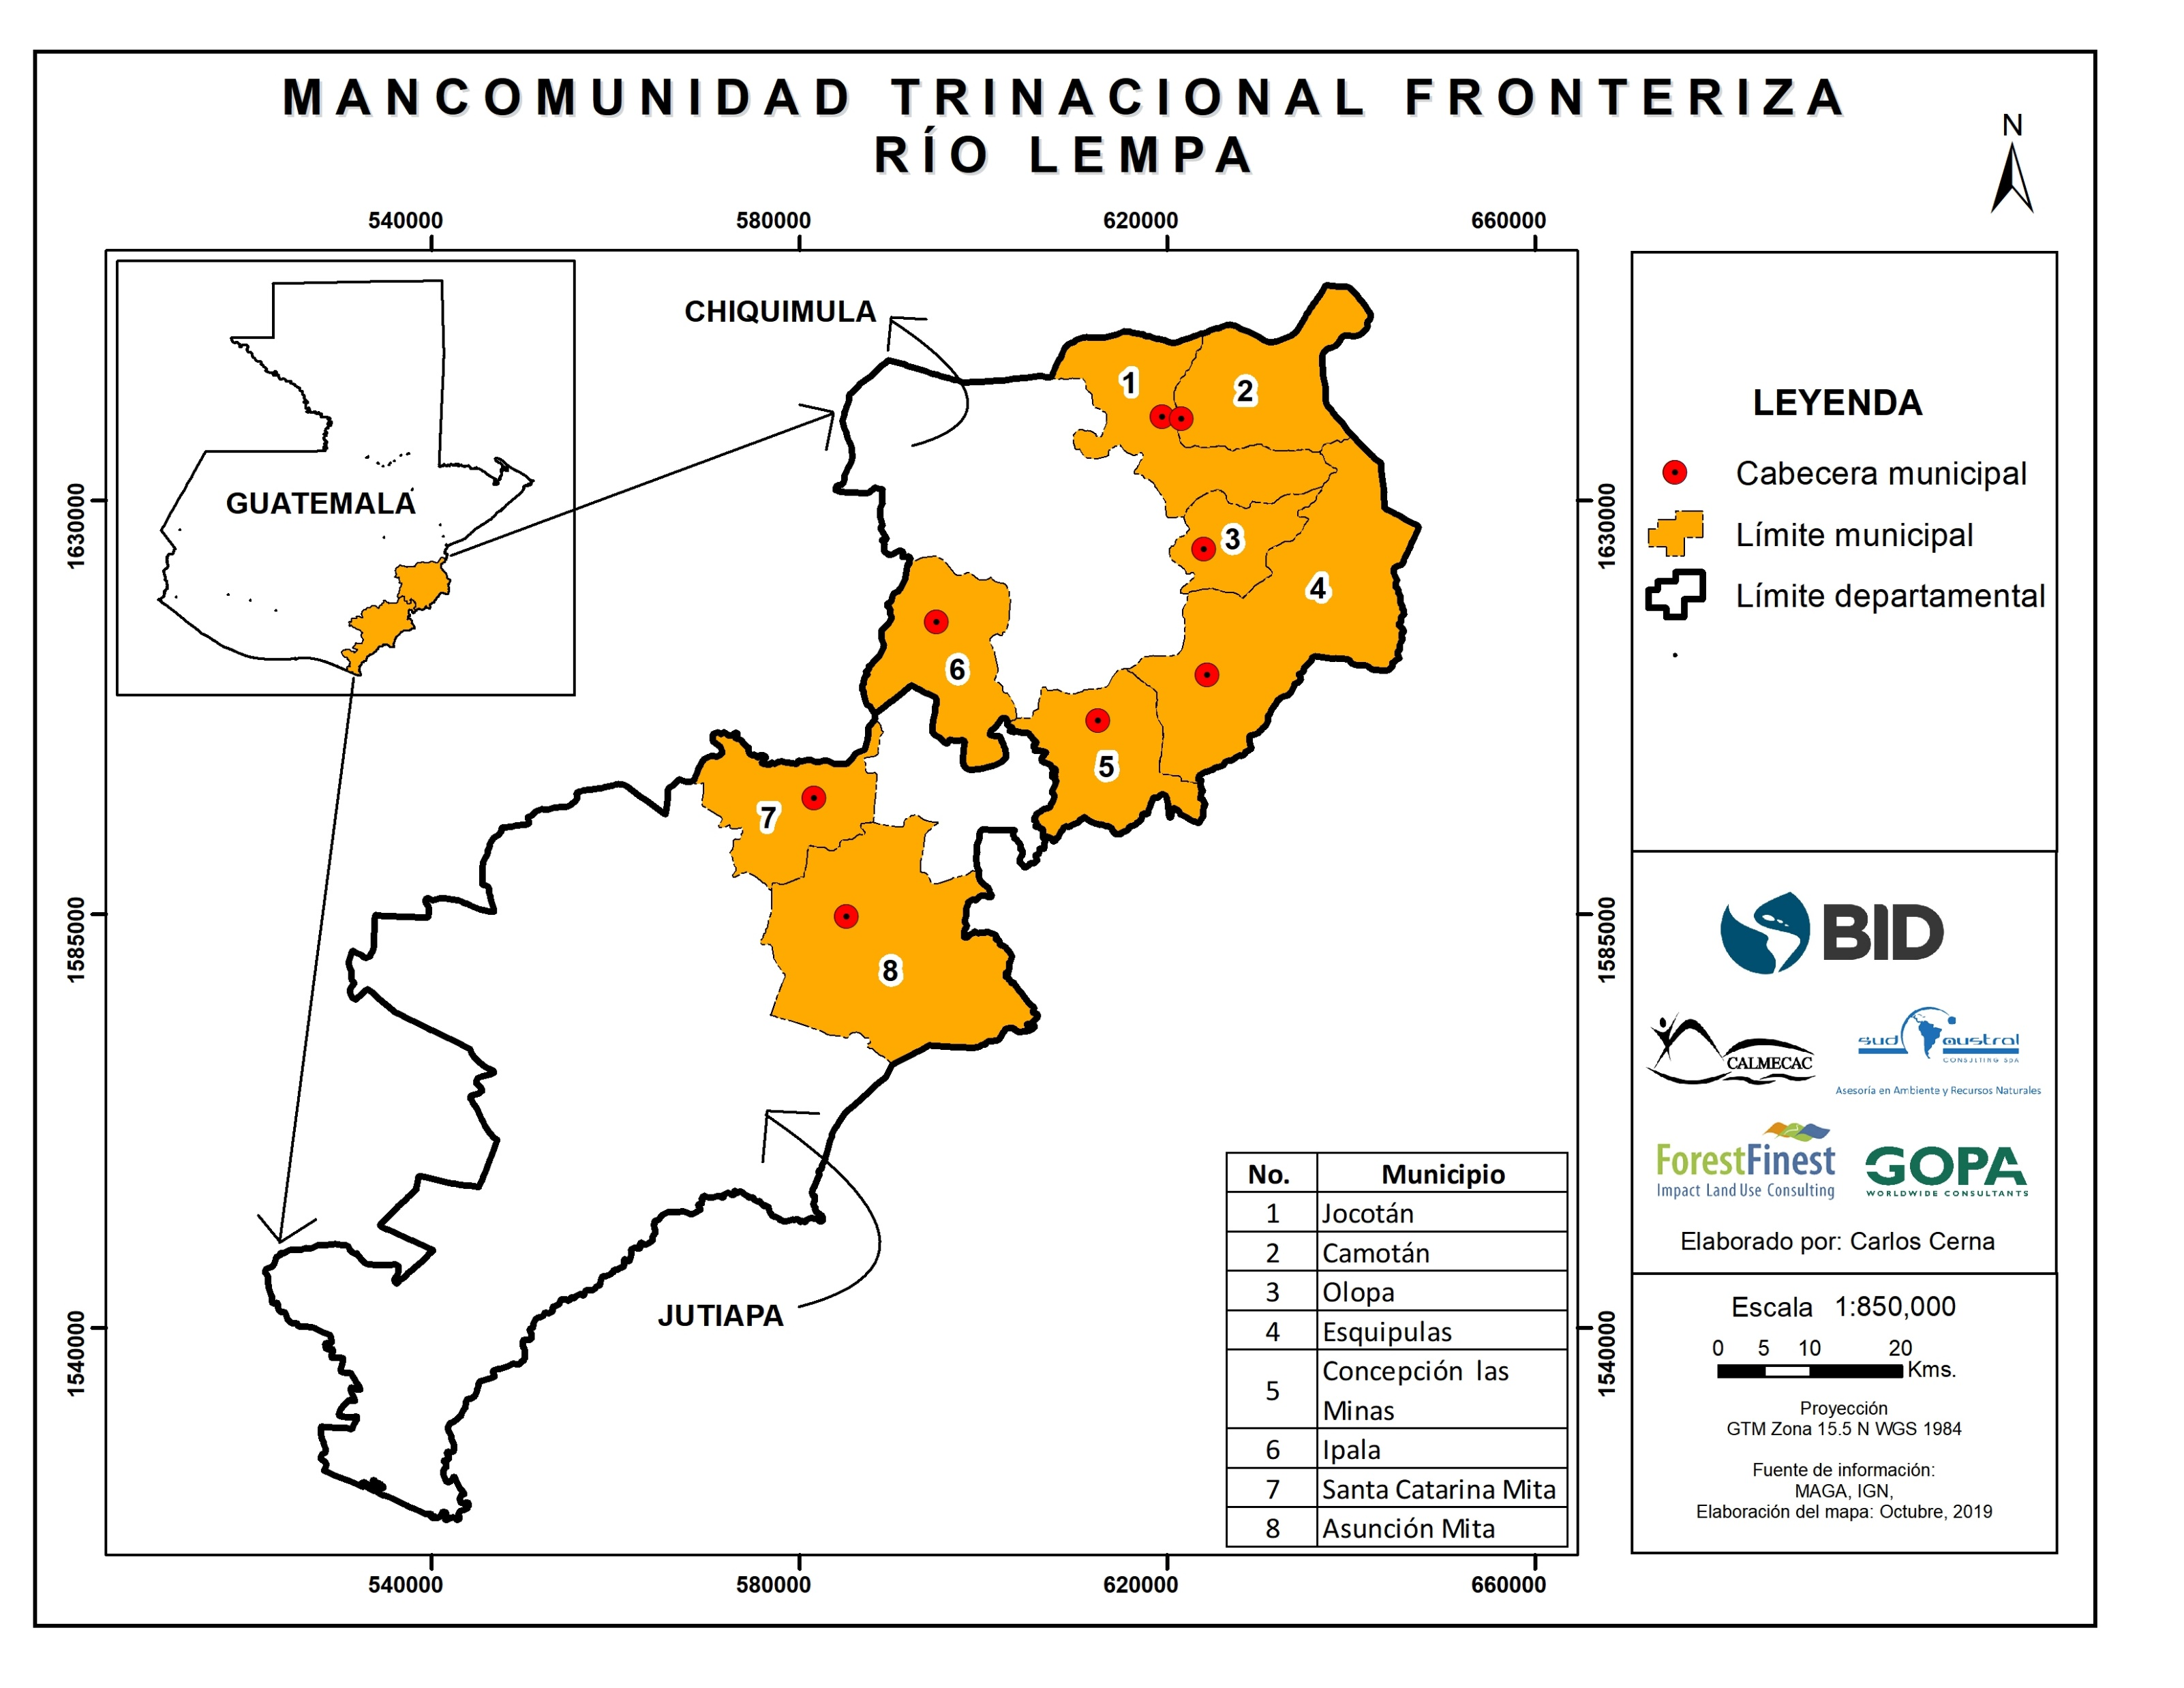 MANCOMUNIDAD TRINACIONAL FRONTERIZA
RÍO LEMPA
N
540000
580000
620000
660000
1630000
1585000
1540000
GUATEMALA
CHIQUIMULA
JUTIAPA
1
2
3
4
5
6
7
8
1630000
1585000
1540000
540000
580000
620000
660000
No. Municipio
1 Jocotán
2 Camotán
3 Olopa
4 Esquipulas
5 Concepción las
Minas
6 Ipala
7 Santa Catarina Mita
8 Asunción Mita
LEYENDA
Cabecera municipal
Límite municipal
Límite departamental
BID
CALMECAC
sud austral
CONSULTING SPA
Asesoría en Ambiente y Recursos Naturales
ForestFinest
Impact Land Use Consulting
GOPA
WORLDWIDE CONSULTANTS
Elaborado por: Carlos Cerna
Escala 1:850,000
0 5 10 20
Kms.
Proyección
GTM Zona 15.5 N WGS 1984
Fuente de información:
MAGA, IGN,
Elaboración del mapa: Octubre, 2019